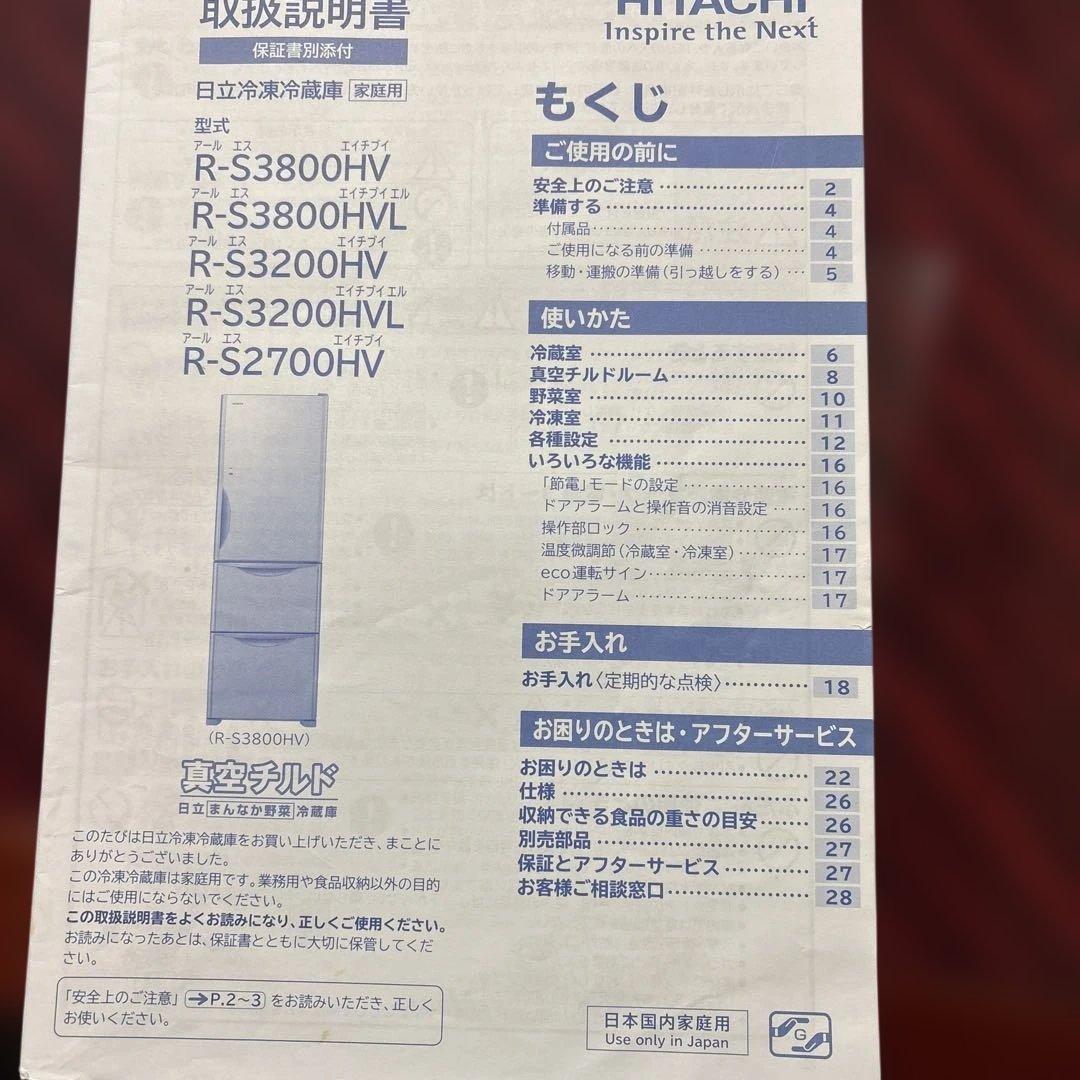 取扱説明書
保証書別添付
日立冷凍冷蔵庫 家庭用
型式
アール エス エイチブイ
R-S3800HV
アール エス エイチブイエル
R-S3800HVL
アール エス エイチブイ
R-S3200HV
アール エス エイチブイエル
R-S3200HVL
アール エス エイチブイ
R-S2700HV
(R-S3800HV)
真空チルド
日立 まんなか野菜 冷蔵庫
このたびは日立冷凍冷蔵庫をお買い上げいただき、まことに
ありがとうございました。
この冷凍冷蔵庫は家庭用です。業務用や食品収納以外の目的
にはご使用にならないでください。
この取扱説明書をよくお読みになり、正しくご使用ください。
お読みになったあとは、保証書とともに大切に保管してくだ
さい。
「安全上のご注意」 ➔P.2~3 をお読みいただき、正しく
お使いください。
HITACHI
Inspire the Next
もくじ
ご使用の前に
安全上のご注意 …… 2
準備する …… 4
付属品 …… 4
ご使用になる前の準備 …… 4
移動・運搬の準備(引っ越しをする) … 5
使いかた
冷蔵室 …… 6
真空チルドルーム …… 8
野菜室 …… 10
冷凍室 …… 11
各種設定 …… 12
いろいろな機能 …… 16
「節電」モードの設定 …… 16
ドアアラームと操作音の消音設定 …… 16
操作部ロック …… 16
温度微調節(冷蔵室・冷凍室) …… 17
eco運転サイン …… 17
ドアアラーム …… 17
お手入れ
お手入れ〈定期的な点検〉 …… 18
お困りのときは・アフターサービス
お困りのときは …… 22
仕様 …… 26
収納できる食品の重さの目安 …… 26
別売部品 …… 27
保証とアフターサービス …… 27
お客様ご相談窓口 …… 28
日本国内家庭用
Use only in Japan
G